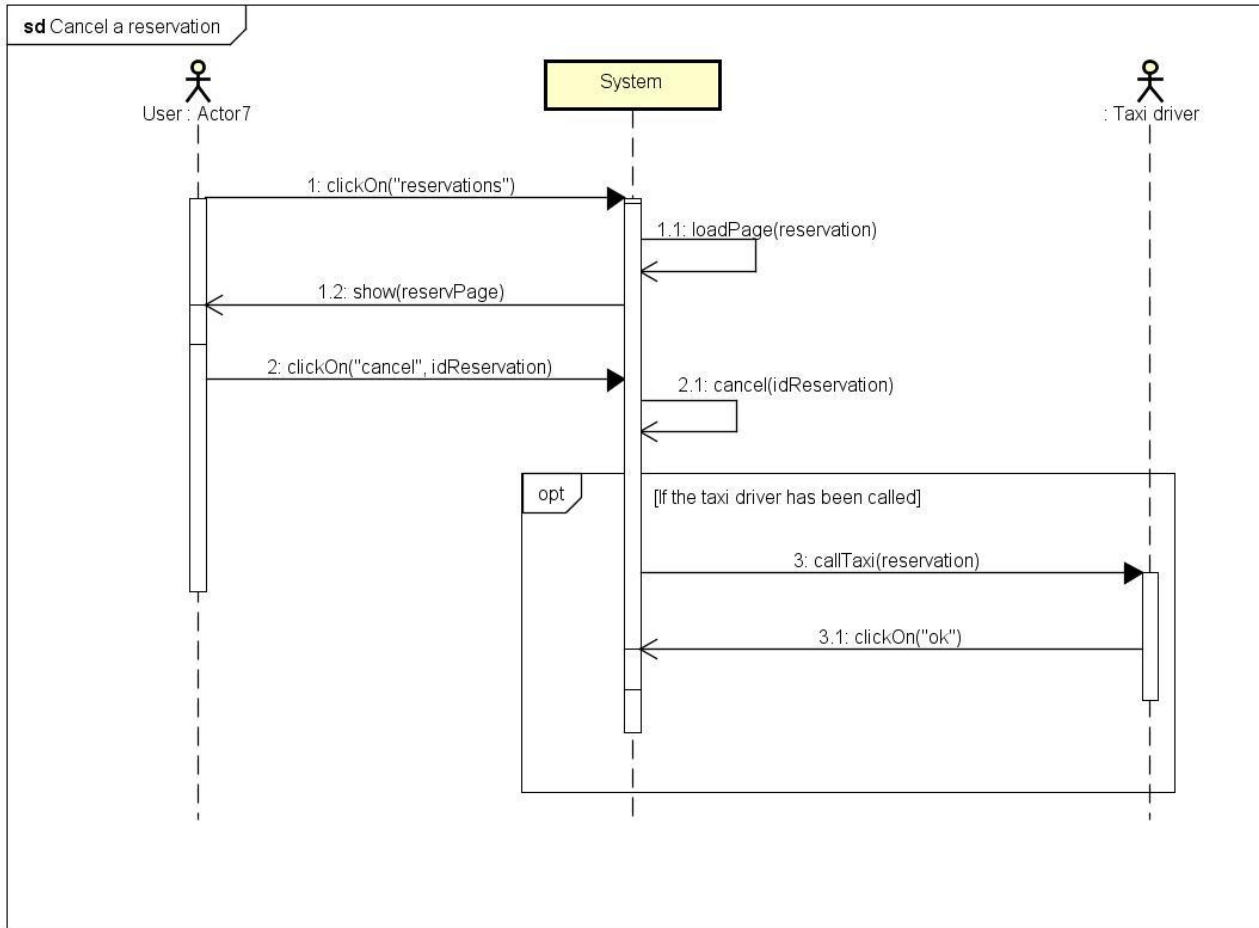 sd Cancel a reservation
User : Actor7
System
: Taxi driver
1: clickOn("reservations")
1.1: loadPage(reservation)
1.2: show(reservPage)
2: clickOn("cancel", idReservation)
2.1: cancel(idReservation)
opt
[If the taxi driver has been called]
3: callTaxi(reservation)
3.1: clickOn("ok")